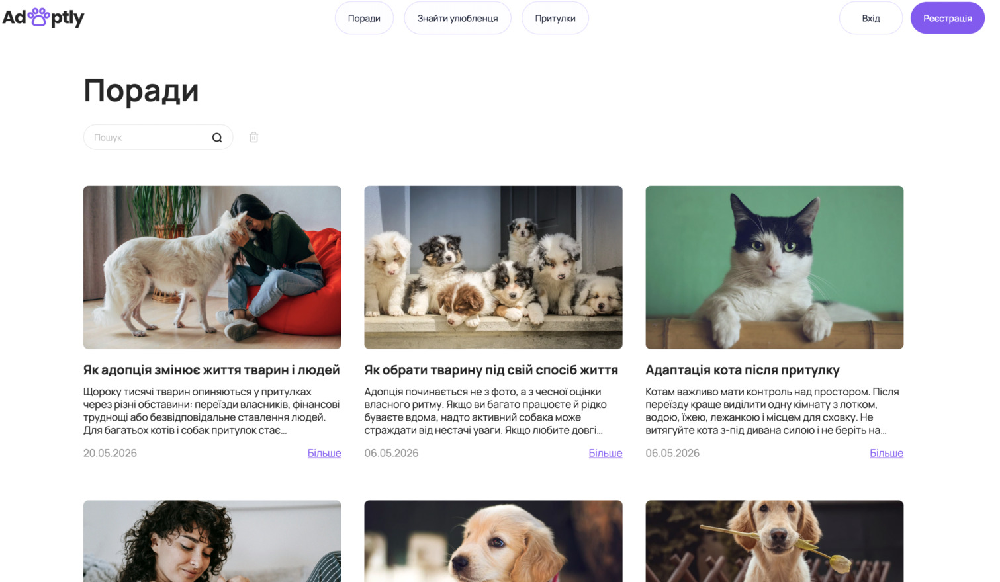 Adoptly
Поради
Знайти улюбленця
Притулки
Вхід
Реєстрація
Поради
Пошук
Як адопція змінює життя тварин і людей
Щороку тисячі тварин опиняються у притулках
через різні обставини: переїзди власників, фінансові
труднощі або безвідповідальне ставлення людей.
Для багатьох котів і собак притулок стає...
20.05.2026
Більше
Як обрати тварину під свій спосіб життя
Адопція починається не з фото, а з чесної оцінки
власного ритму. Якщо ви багато працюєте й рідко
буваєте вдома, надто активний собака може
страждати від нестачі уваги. Якщо любите довгі...
06.05.2026
Більше
Адаптація кота після притулку
Котам важливо мати контроль над простором. Після
переїзду краще виділити одну кімнату з лотком,
водою, їжею, лежанкою і місцем для сховку. Не
витягуйте кота з-під дивана силою і не беріть на...
06.05.2026
Більше